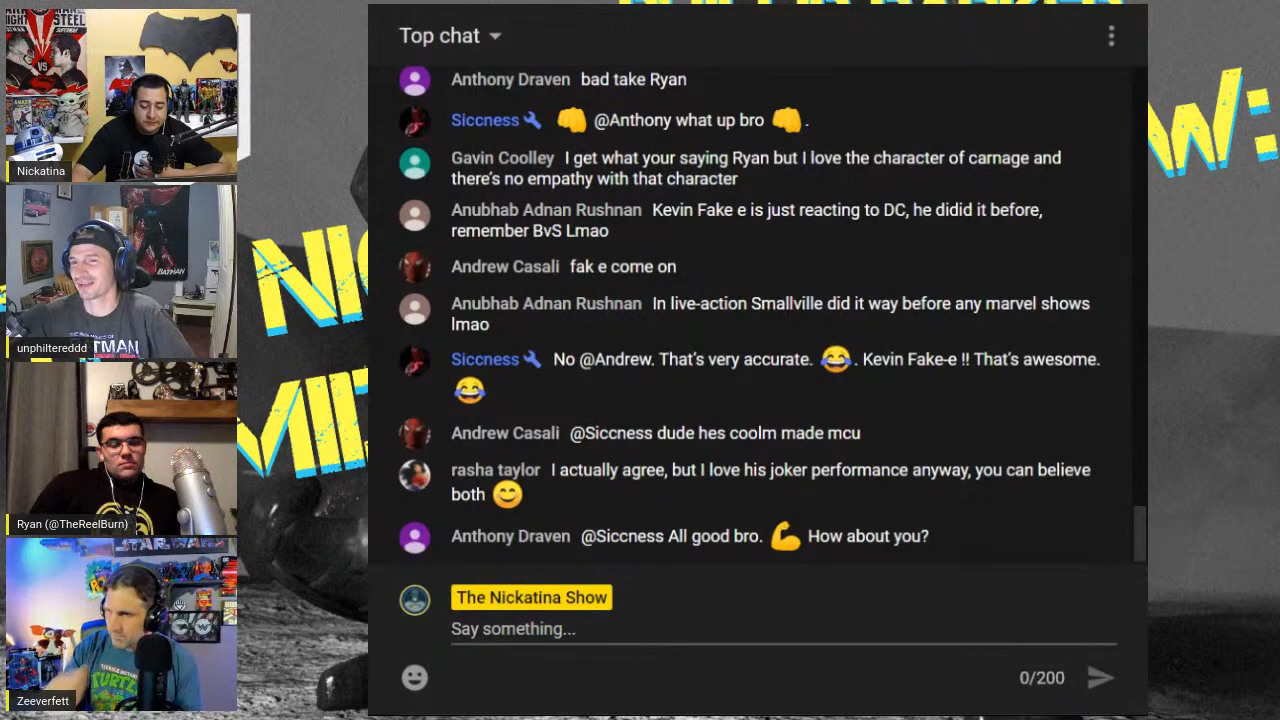 Top chat
Anthony Draven bad take Ryan
Siccness @Anthony what up bro .
Gavin Coolley I get what your saying Ryan but I love the character of carnage and
there's no empathy with that character
Anubhab Adnan Rushnan Kevin Fake e is just reacting to DC, he didid it before,
remember BvS Lmao
Andrew Casali fak e come on
Anubhab Adnan Rushnan In live-action Smallville did it way before any marvel shows
lmao
Siccness No @Andrew. That's very accurate. 😂. Kevin Fake-e !! That's awesome.
😂
Andrew Casali @Siccness dude hes coolm made mcu
rasha taylor I actually agree, but I love his joker performance anyway, you can believe
both 😊
Anthony Draven @Siccness All good bro. 💪 How about you?
The Nickatina Show
Say something...
0/200
Nickatina
unphiltereddd
BATMAN
Ryan (@TheReelBurn)
Zeeverfett
STEEL
TURTLES